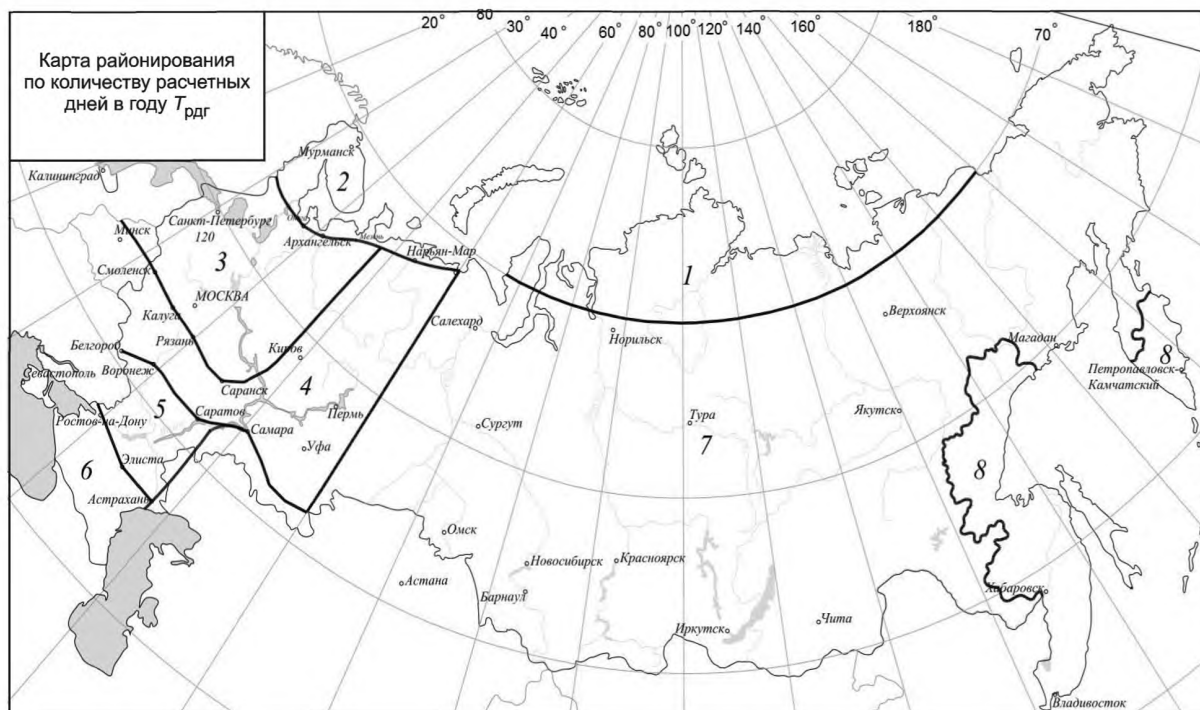 Карта районирования
по количеству расчетных
дней в году Tрдг
20°
80
30°
40°
60°
80°
100°
120°
140°
160°
180°
70°
Мурманск
2
Калининград
Санкт-Петербург
120
Минск
Архангельск
Мезень
Нарьян-Мар
3
1
Смоленск
МОСКВА
Салехард
Верхоянск
Калуга
Норильск
Рязань
Магадан
Белгород
Киров
8
Воронеж
Петропавловск-
Камчатский
Севастополь
Саранск
4
5
Саратов
Пермь
Якутск
Ростов-на-Дону
Тура
Самара
Сургут
7
Уфа
Элиста
6
8
Астрахань
Омск
Новосибирск
Красноярск
Астана
Хабаровск
Барнаул
Иркутск
Чита
Владивосток